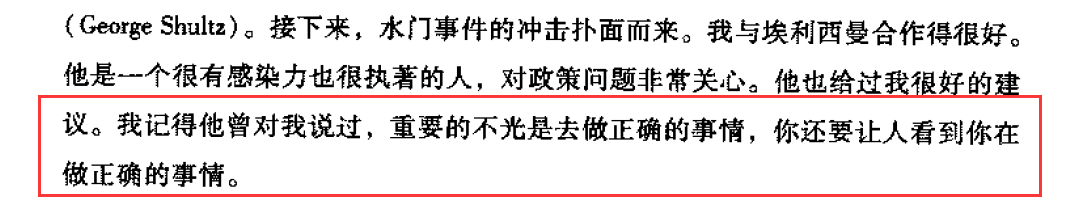 （George Shultz）。接下来，水门事件的冲击扑面而来。我与埃利西曼合作得很好。
他是一个很有感染力也很执著的人，对政策问题非常关心。他也给过我很好的建
议。我记得他曾对我说过，重要的不光是去做正确的事情，你还要让人看到你在
做正确的事情。